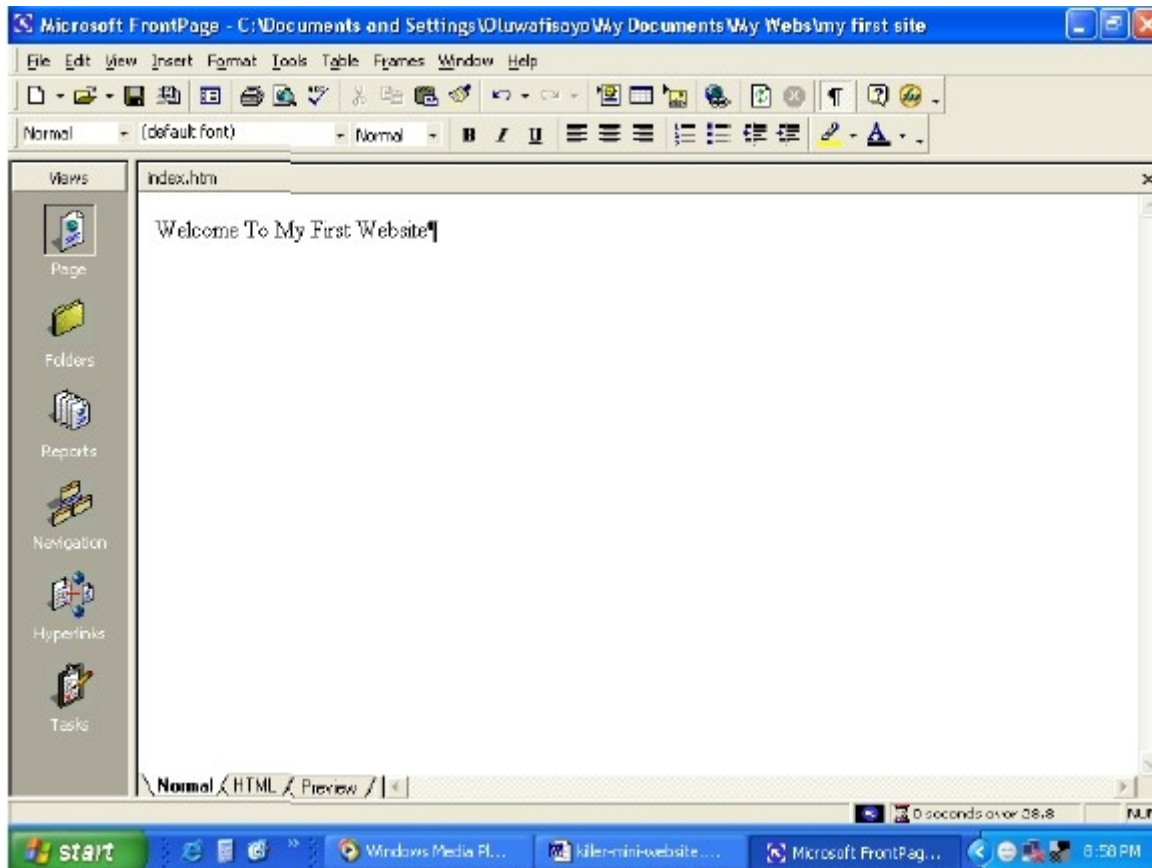 Microsoft FrontPage - C:\Documents and Settings\Oluwafisayo\My Documents\My Webs\my first site
File Edit View Insert Format Tools Table Frames Window Help
Normal (default font) Normal B I U A
Views index.htm
Welcome To My First Website¶
Page
Folders
Reports
Navigation
Hyperlinks
Tasks
Normal HTML Preview
0 seconds over 28.8 NUM
start Windows Media Pl... killer-mini-website.... Microsoft FrontPag... 8:58 PM